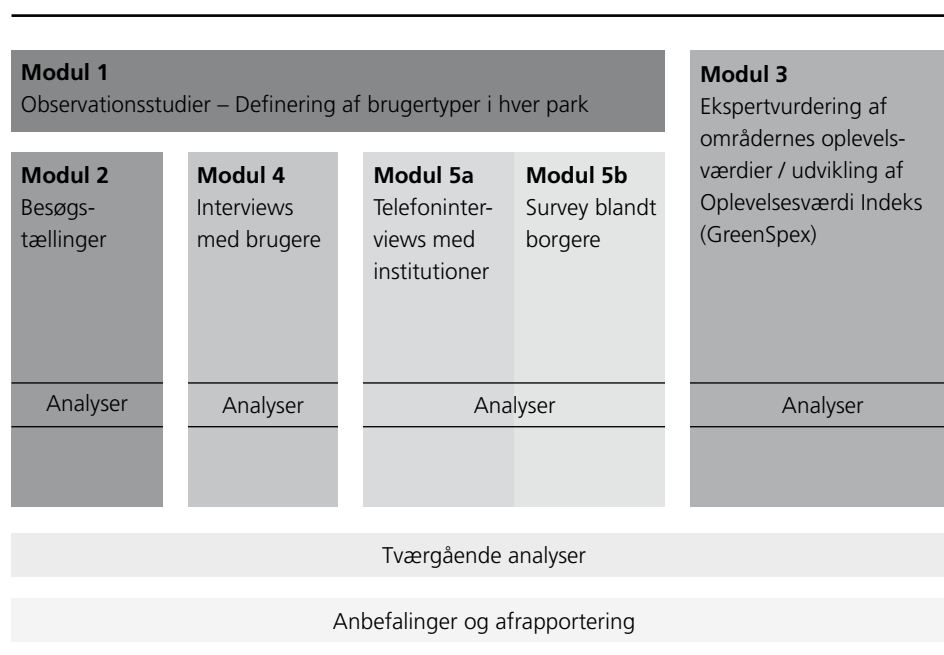 Modul 1
Observationsstudier – Definering af brugertyper i hver park
Modul 3
Ekspertvurdering af
områdernes oplevels-
værdier / udvikling af
Oplevelsesværdi Indeks
(GreenSpex)
Modul 2
Besøgs-
tællinger
Modul 4
Interviews
med brugere
Modul 5a
Telefoninter-
views med
institutioner
Modul 5b
Survey blandt
borgere
Analyser
Analyser
Analyser
Analyser
Tværgående analyser
Anbefalinger og afrapportering